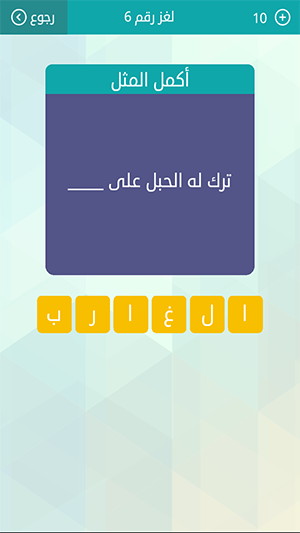 10 لغز رقم 6 رجوع
أكمل المثل
ترك له الحبل على ____
ا ل غ ا ر ب